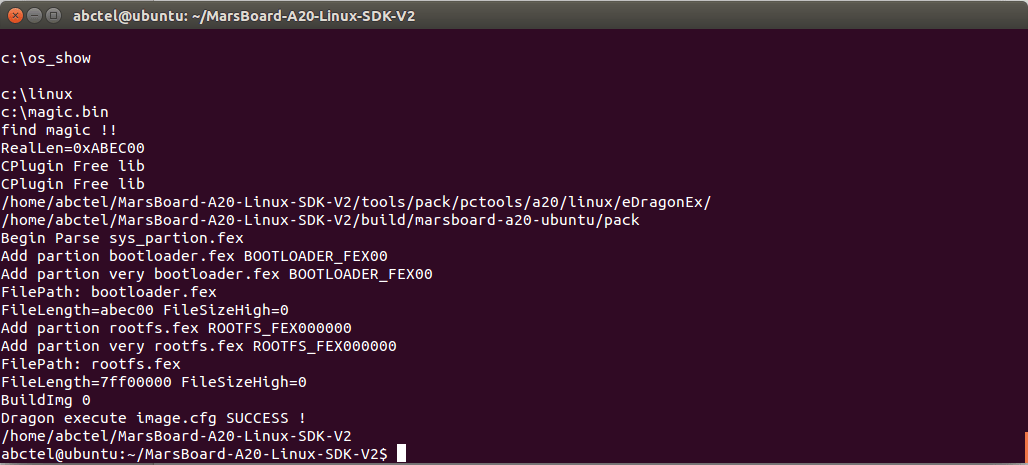 abctel@ubuntu: ~/MarsBoard-A20-Linux-SDK-V2
c:\os_show
c:\linux
c:\magic.bin
find magic !!
RealLen=0xABEC00
CPlugin Free lib
CPlugin Free lib
/home/abctel/MarsBoard-A20-Linux-SDK-V2/tools/pack/pctools/a20/linux/eDragonEx/
/home/abctel/MarsBoard-A20-Linux-SDK-V2/build/marsboard-a20-ubuntu/pack
Begin Parse sys_partion.fex
Add partion bootloader.fex BOOTLOADER_FEX00
Add partion very bootloader.fex BOOTLOADER_FEX00
FilePath: bootloader.fex
FileLength=abec00 FileSizeHigh=0
Add partion rootfs.fex ROOTFS_FEX000000
Add partion very rootfs.fex ROOTFS_FEX000000
FilePath: rootfs.fex
FileLength=7ff00000 FileSizeHigh=0
BuildImg 0
Dragon execute image.cfg SUCCESS !
/home/abctel/MarsBoard-A20-Linux-SDK-V2
abctel@ubuntu:~/MarsBoard-A20-Linux-SDK-V2$